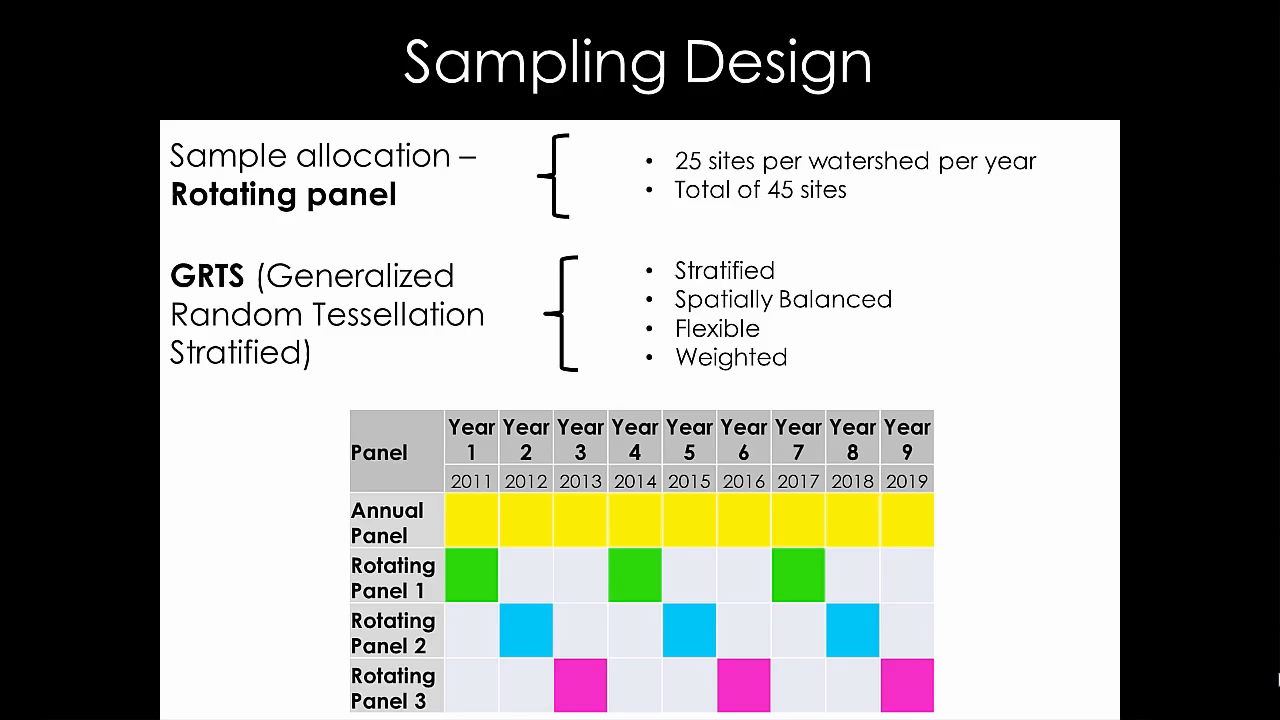 Sampling Design
Sample allocation –
Rotating panel
• 25 sites per watershed per year
• Total of 45 sites
GRTS (Generalized
Random Tessellation
Stratified)
• Stratified
• Spatially Balanced
• Flexible
• Weighted
Panel
Year 1 Year 2 Year 3 Year 4 Year 5 Year 6 Year 7 Year 8 Year 9
2011 2012 2013 2014 2015 2016 2017 2018 2019
Annual
Panel
Rotating
Panel 1
Rotating
Panel 2
Rotating
Panel 3